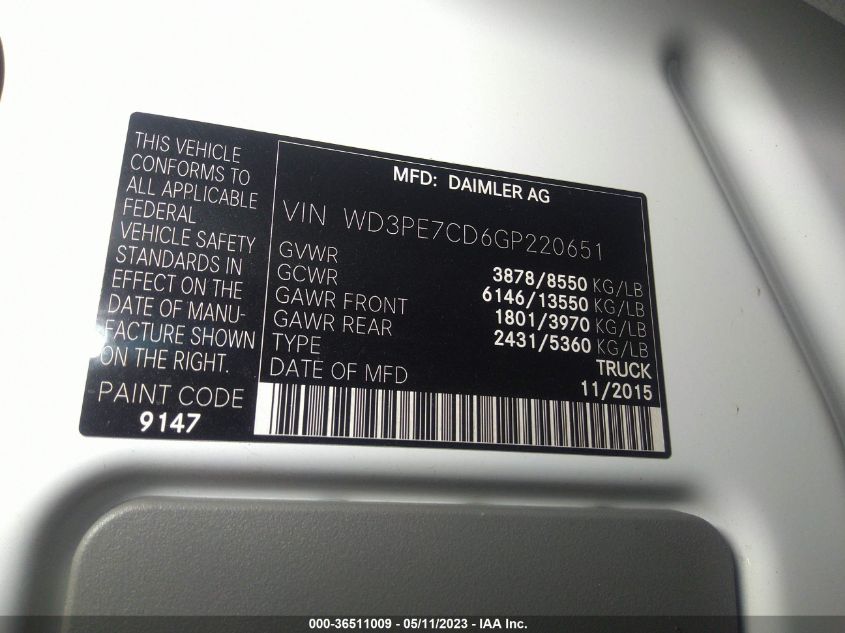 THIS VEHICLE
CONFORMS TO
ALL APPLICABLE
FEDERAL
VEHICLE SAFETY
STANDARDS IN
EFFECT ON THE
DATE OF MANU-
FACTURE SHOWN
ON THE RIGHT.
PAINT CODE
9147
MFD: DAIMLER AG
VIN WD3PE7CD6GP220651
GVWR 3878/8550 KG/LB
GCWR 6146/13550 KG/LB
GAWR FRONT 1801/3970 KG/LB
GAWR REAR 2431/5360 KG/LB
TYPE TRUCK
DATE OF MFD 11/2015
000-36511009 - 05/11/2023 - IAA Inc.